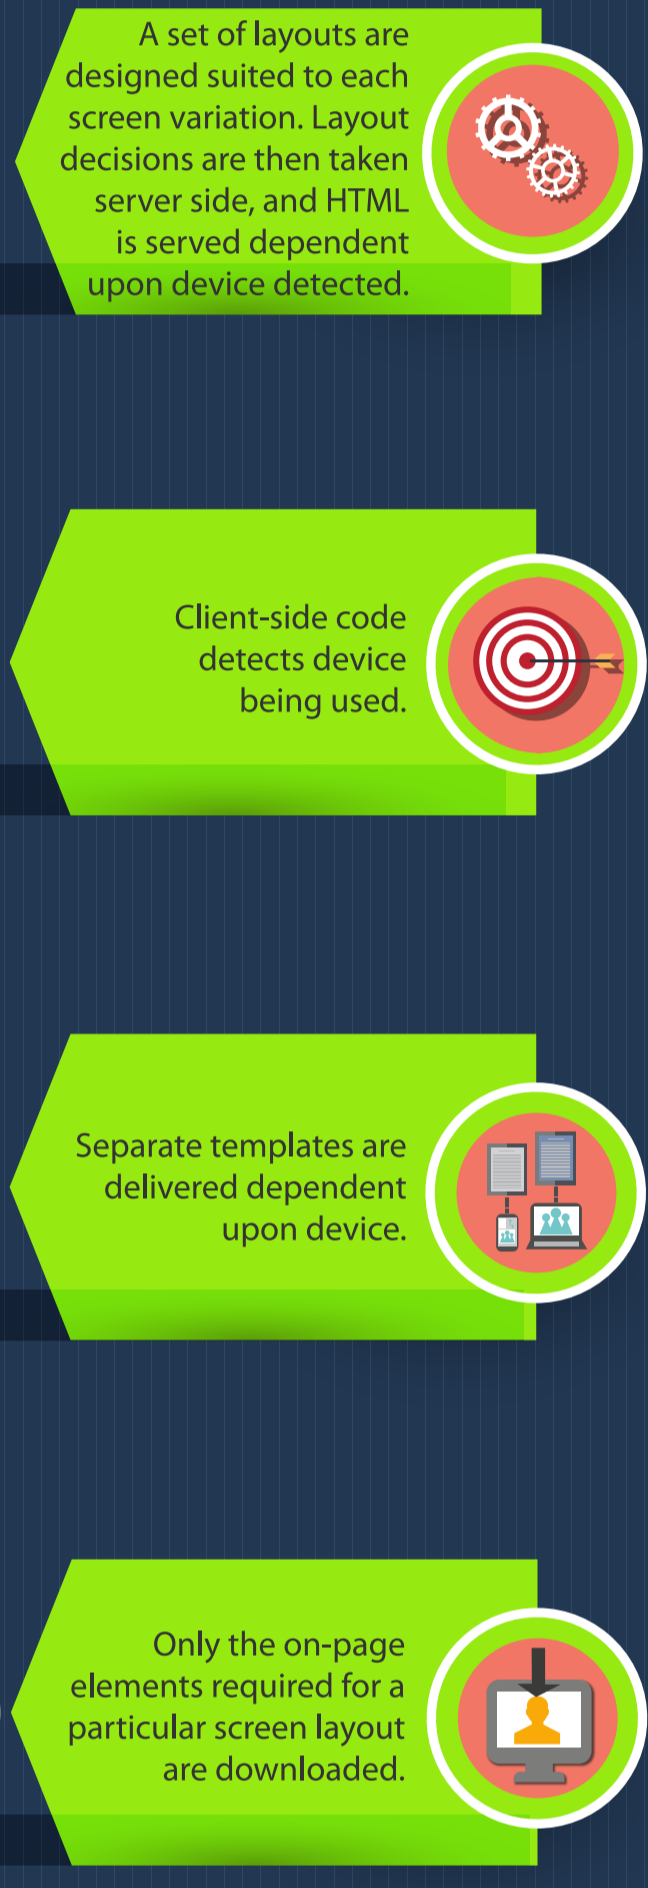 A set of layouts are
designed suited to each
screen variation. Layout
decisions are then taken
server side, and HTML
is served dependent
upon device detected.
Client-side code
detects device
being used.
Separate templates are
delivered dependent
upon device.
Only the on-page
elements required for a
particular screen layout
are downloaded.